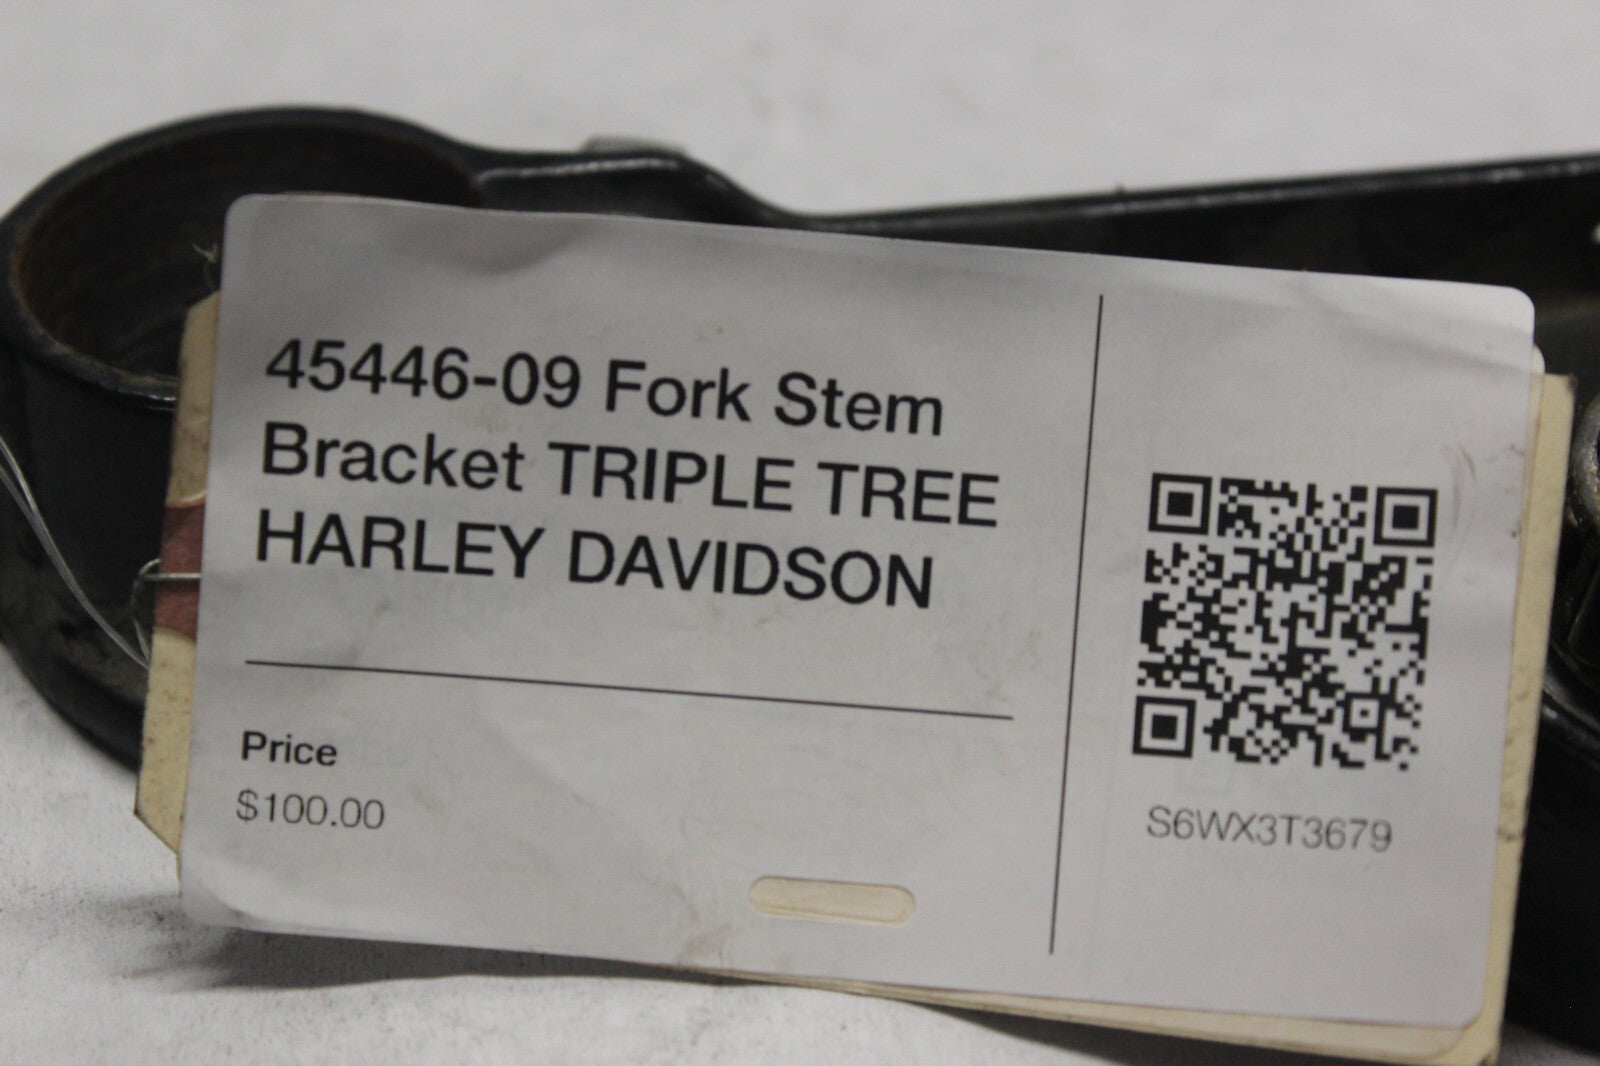 45446-09 Fork Stem
Bracket TRIPLE TREE
HARLEY DAVIDSON
Price
$100.00
S6WX3T3679